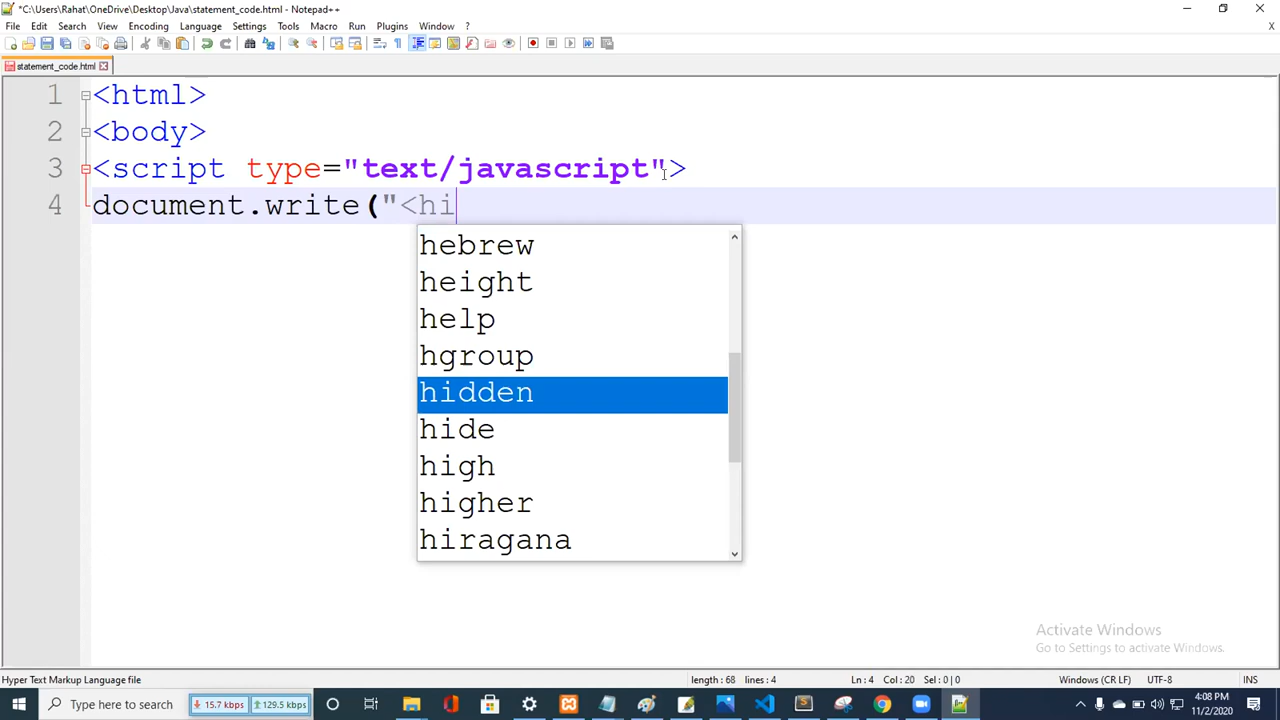 *C:\Users\Rahat\OneDrive\Desktop\Java\statement_code.html - Notepad++
File Edit Search View Encoding Language Settings Tools Macro Run Plugins Window ?
X
statement_code.html
1 <html>
2 <body>
3 <script type="text/javascript">
4 document.write("<hi
hebrew
height
help
hgroup
hidden
hide
high
higher
hiragana
Activate Windows
Go to Settings to activate Windows.
Hyper Text Markup Language file length : 68 lines : 4 Ln : 4 Col : 20 Sel : 0 | 0 Windows (CR LF) UTF-8 INS
Type here to search 15.7 kbps 129.5 kbps 4:08 PM
11/2/2020